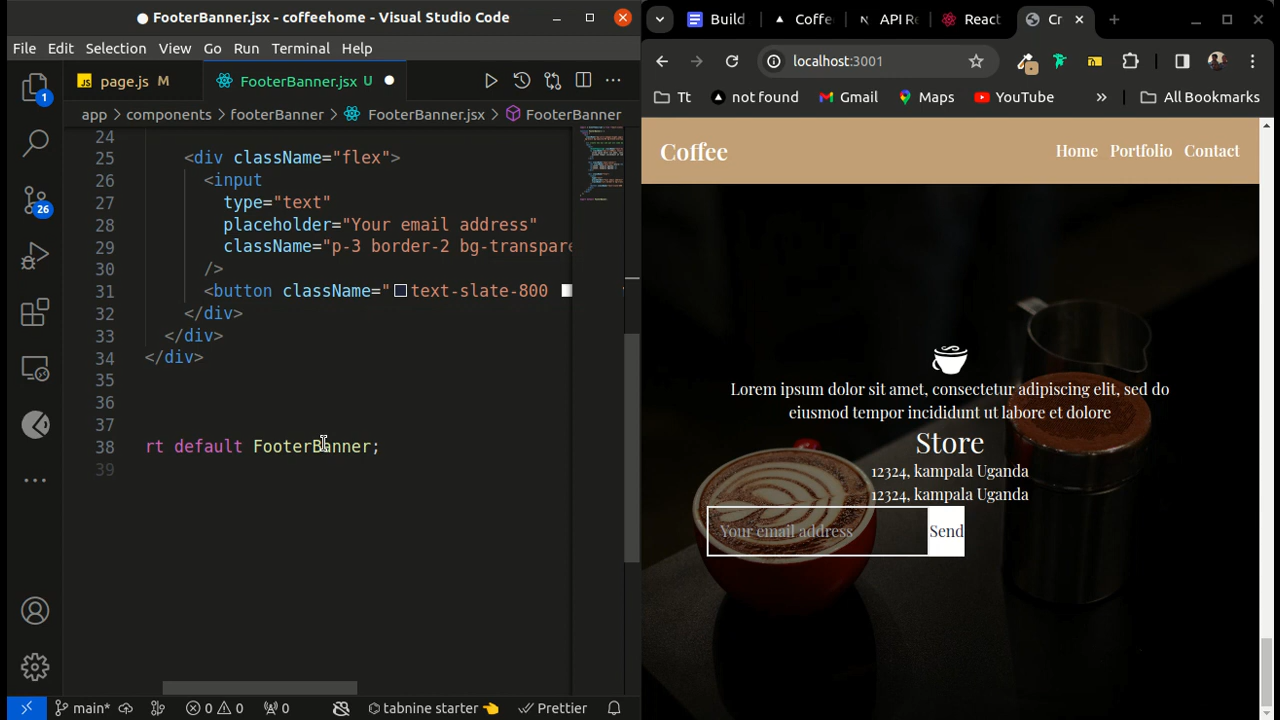 FooterBanner.jsx - coffeehome - Visual Studio Code
File Edit Selection View Go Run Terminal Help
page.js M FooterBanner.jsx U
app > components > footerBanner > FooterBanner.jsx > FooterBanner
24
25 <div className="flex">
26 <input
27 type="text"
28 placeholder="Your email address"
29 className="p-3 border-2 bg-transpare
30 />
31 <button className=" text-slate-800
32 </div>
33 </div>
34 </div>
35
36
37
38 rt default FooterBanner;
39
1
26
main* 0 0 0 tabnine starter Prettier
Build Coffe API Re React Cr
localhost:3001
Tt not found Gmail Maps YouTube » All Bookmarks
Coffee Home Portfolio Contact
Lorem ipsum dolor sit amet, consectetur adipiscing elit, sed do
eiusmod tempor incididunt ut labore et dolore
Store
12324, kampala Uganda
12324, kampala Uganda
Your email address Send